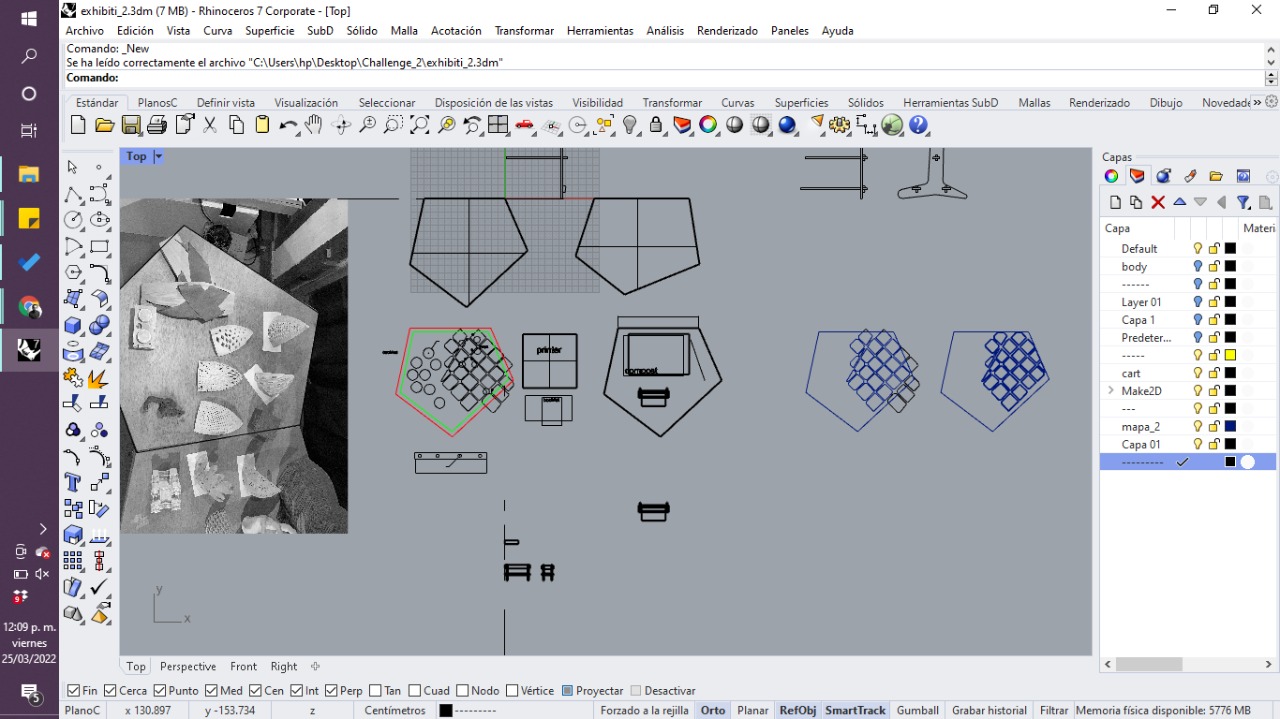 exhibiti_2.3dm (7 MB) - Rhinoceros 7 Corporate - [Top]
Archivo Edición Vista Curva Superficie SubD Sólido Malla Acotación Transformar Herramientas Análisis Renderizado Paneles Ayuda
Comando: _New
Se ha leído correctamente el archivo "C:\Users\hp\Desktop\Challenge_2\exhibiti_2.3dm"
Comando:
Estándar PlanosC Definir vista Visualización Seleccionar Disposición de las vistas Visibilidad Transformar Curvas Superficies Sólidos Herramientas SubD Mallas Renderizado Dibujo Novedade »
Top
Capas
Capa Materi
Default
body
------
Layer 01
Capa 1
Predeter...
-----
cart
Make2D
---
mapa_2
Capa 01
---------
printer
compost
y
x
12:09 p. m.
viernes
25/03/2022
9
5
Top Perspective Front Right
Fin Cerca Punto Med Cen Int Perp Tan Cuad Nodo Vértice Proyectar Desactivar
PlanoC x 130.897 y -153.734 z Centímetros --------- Forzado a la rejilla Orto Planar RefObj SmartTrack Gumball Grabar historial Filtrar Memoria física disponible: 5776 MB